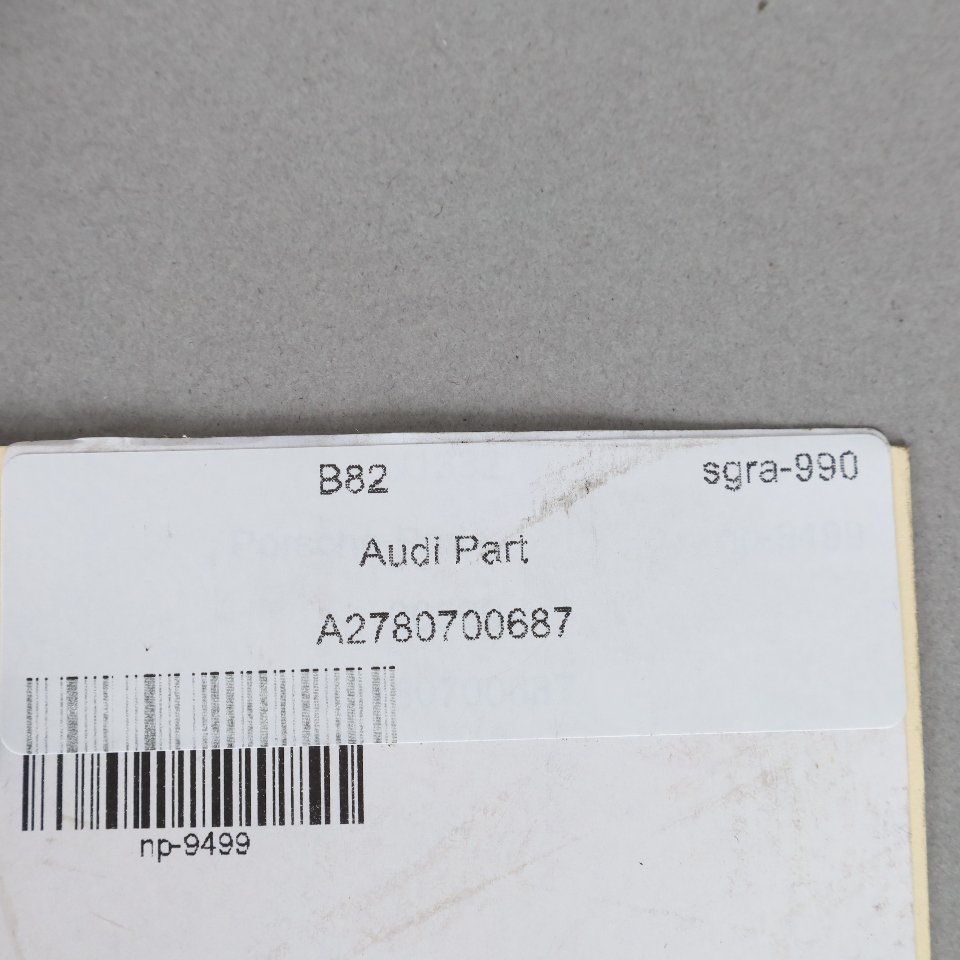 B82 sgra-990
Audi Part
A2780700687
np-9499